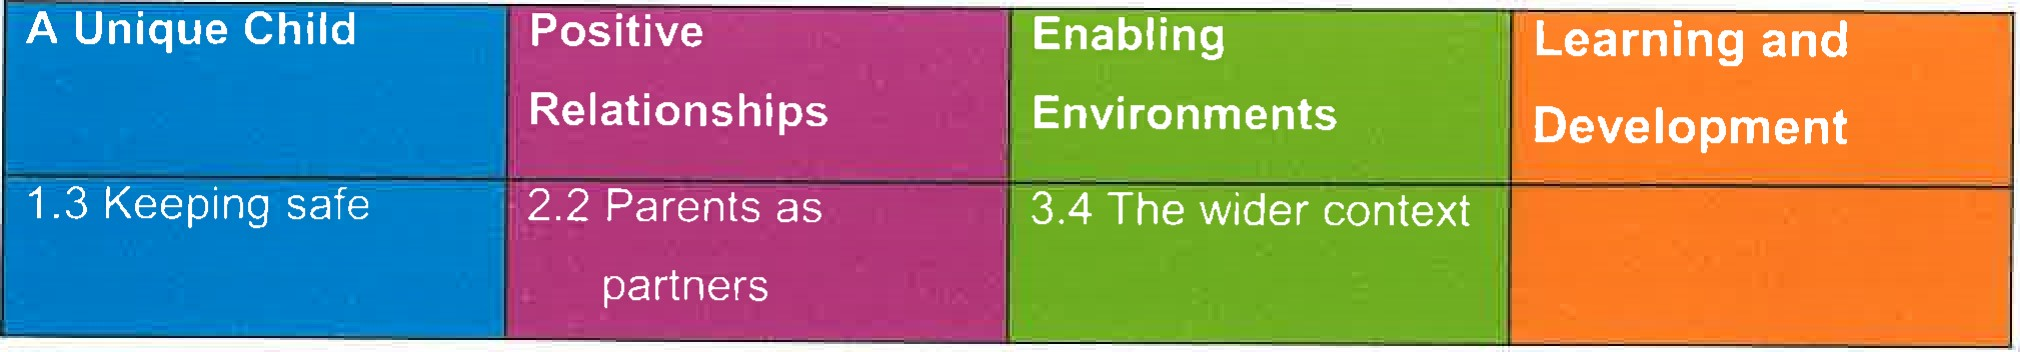 A Unique Child
Positive
Relationships
Enabling
Environments
Learning and
Development
1.3 Keeping safe
2.2 Parents as
partners
3.4 The wider context